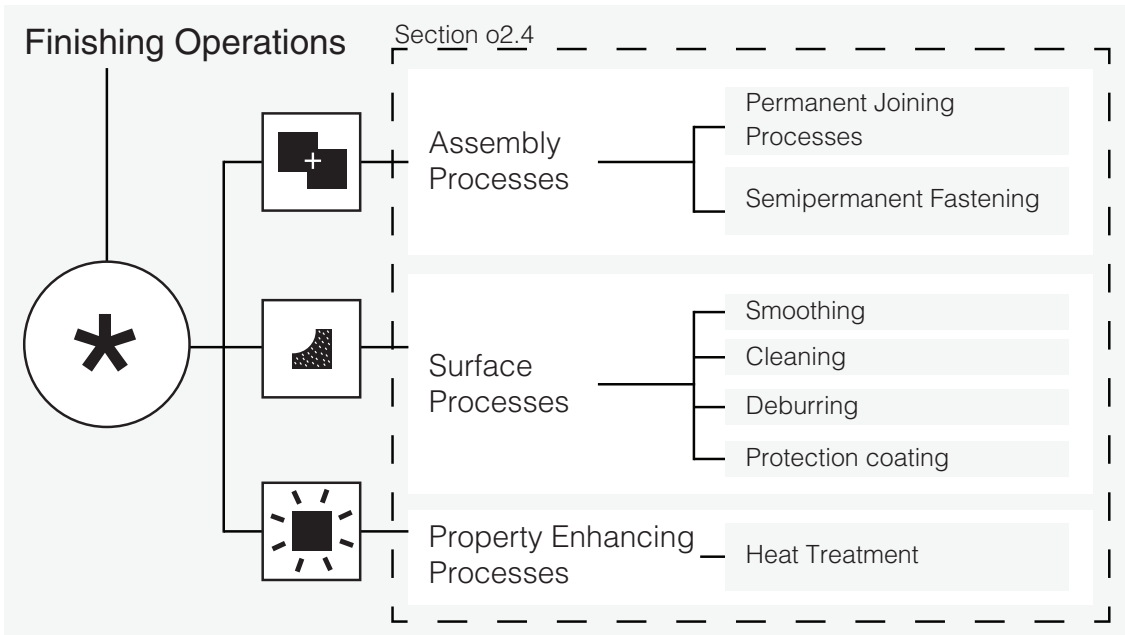 Finishing Operations
Section o2.4
Assembly
Processes
Permanent Joining
Processes
Semipermanent Fastening
Surface
Processes
Smoothing
Cleaning
Deburring
Protection coating
Property Enhancing
Processes
Heat Treatment